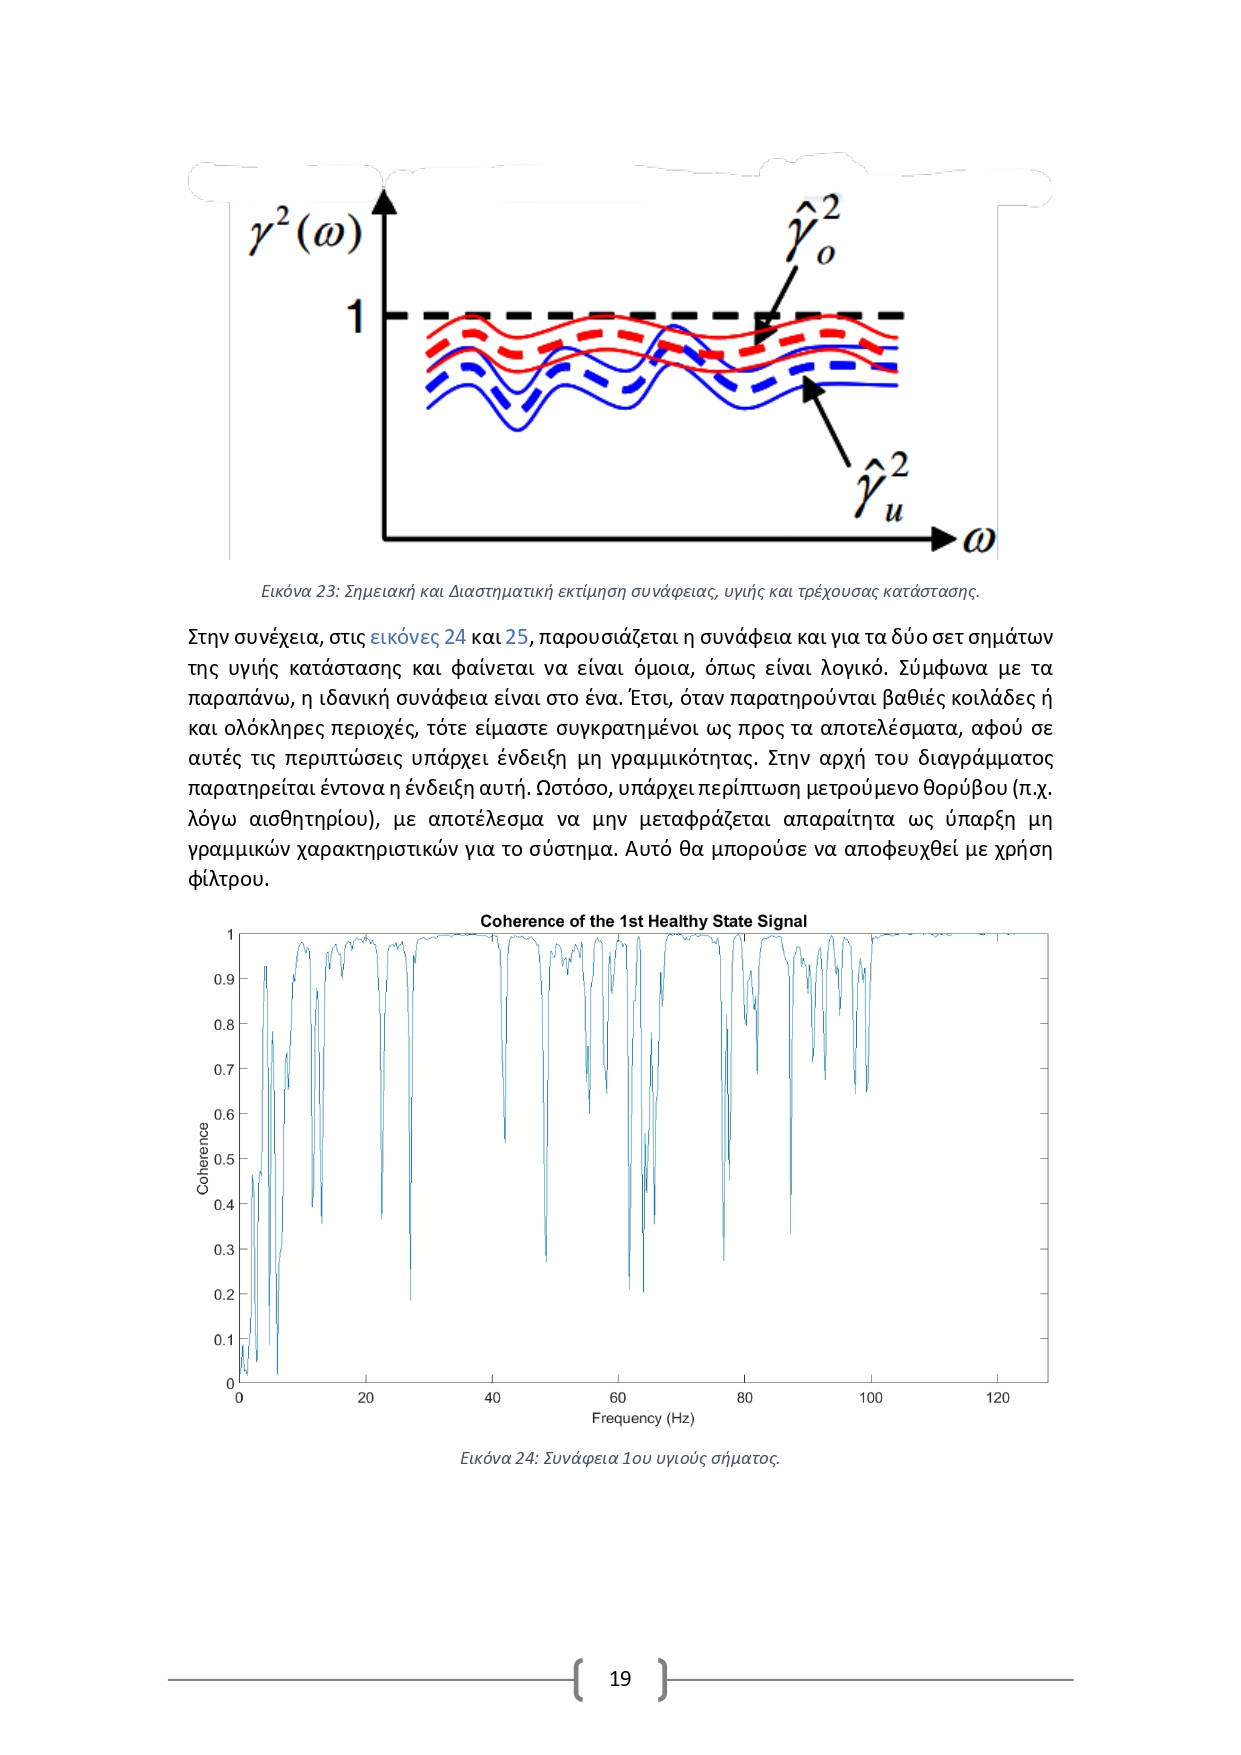 γ²(ω)
γ̂²ₒ
1
γ̂²ᵤ
ω
Εικόνα 23: Σημειακή και Διαστηματική εκτίμηση συνάφειας, υγιής και τρέχουσας κατάστασης.
Στην συνέχεια, στις εικόνες 24 και 25, παρουσιάζεται η συνάφεια και για τα δύο σετ σημάτων
της υγιής κατάστασης και φαίνεται να είναι όμοια, όπως είναι λογικό. Σύμφωνα με τα
παραπάνω, η ιδανική συνάφεια είναι στο ένα. Έτσι, όταν παρατηρούνται βαθιές κοιλάδες ή
και ολόκληρες περιοχές, τότε είμαστε συγκρατημένοι ως προς τα αποτελέσματα, αφού σε
αυτές τις περιπτώσεις υπάρχει ένδειξη μη γραμμικότητας. Στην αρχή του διαγράμματος
παρατηρείται έντονα η ένδειξη αυτή. Ωστόσο, υπάρχει περίπτωση μετρούμενο θορύβου (π.χ.
λόγω αισθητηρίου), με αποτέλεσμα να μην μεταφράζεται απαραίτητα ως ύπαρξη μη
γραμμικών χαρακτηριστικών για το σύστημα. Αυτό θα μπορούσε να αποφευχθεί με χρήση
φίλτρου.
Coherence of the 1st Healthy State Signal
1
0.9
0.8
0.7
0.6
0.5
0.4
0.3
0.2
0.1
0
Coherence
0 20 40 60 80 100 120
Frequency (Hz)
Εικόνα 24: Συνάφεια 1ου υγιούς σήματος.
19